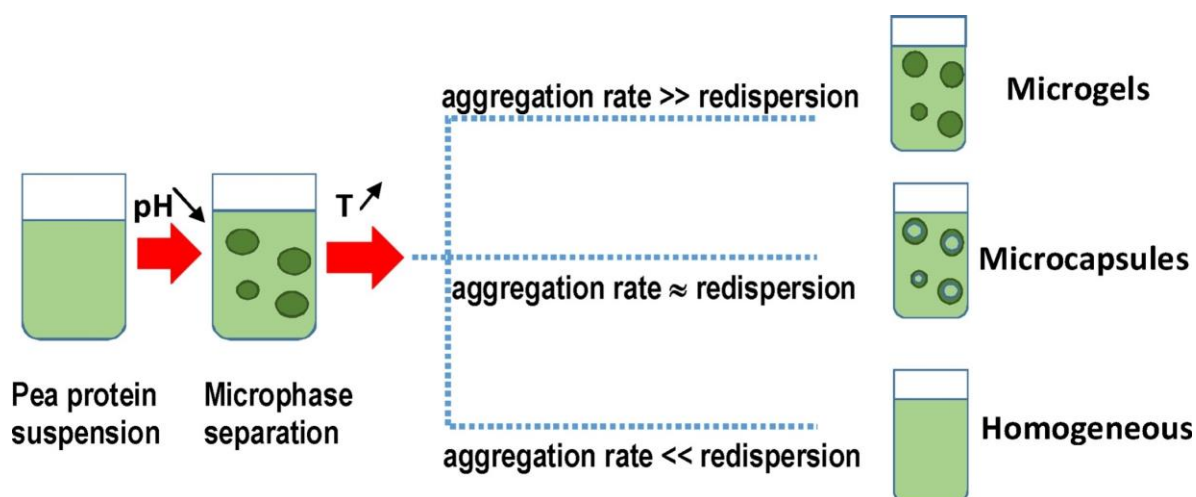 pH
T
Pea protein
suspension
Microphase
separation
aggregation rate >> redispersion
Microgels
aggregation rate ≈ redispersion
Microcapsules
aggregation rate << redispersion
Homogeneous